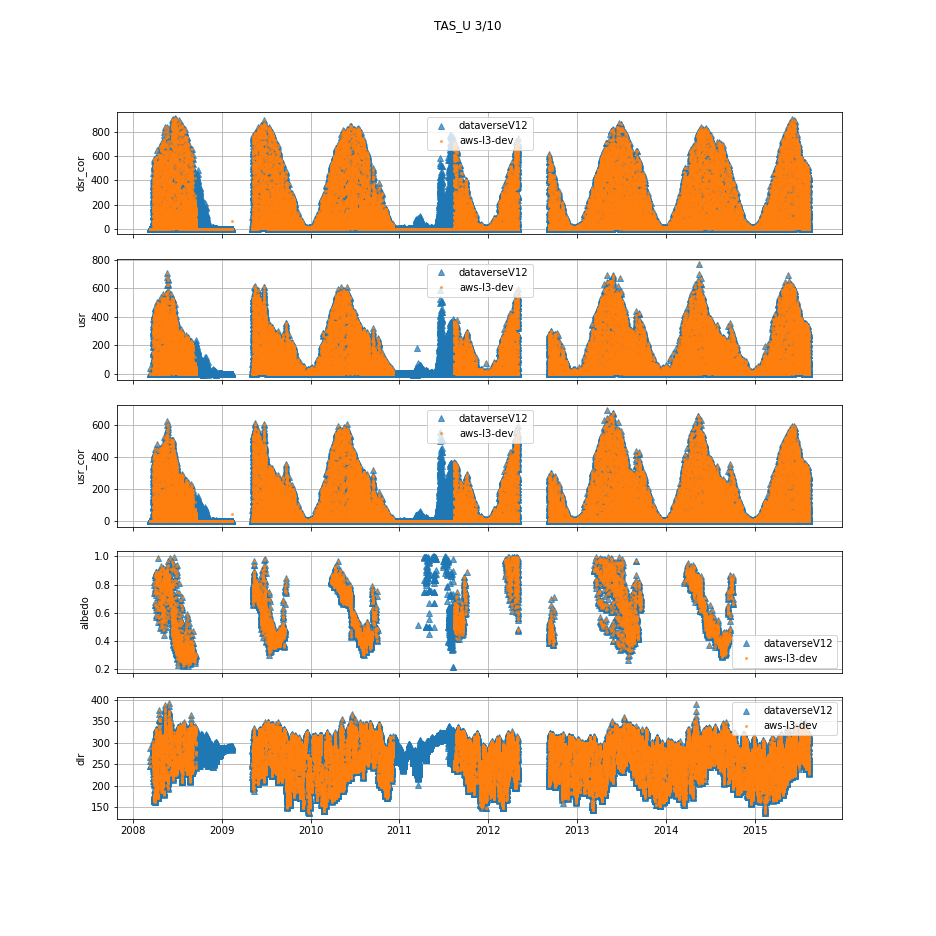 TAS_U 3/10
800
600
400
200
0
dsr_cor
dataverseV12
aws-l3-dev
800
600
400
200
0
usr
dataverseV12
aws-l3-dev
600
400
200
0
usr_cor
dataverseV12
aws-l3-dev
1.0
0.8
0.6
0.4
0.2
albedo
dataverseV12
aws-l3-dev
400
350
300
250
200
150
dlr
dataverseV12
aws-l3-dev
2008 2009 2010 2011 2012 2013 2014 2015